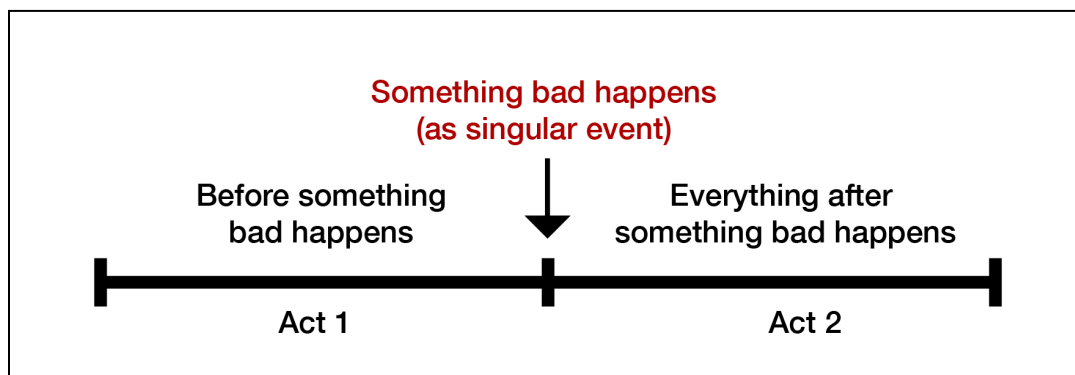 Something bad happens
(as singular event)
Before something
bad happens
Everything after
something bad happens
Act 1
Act 2